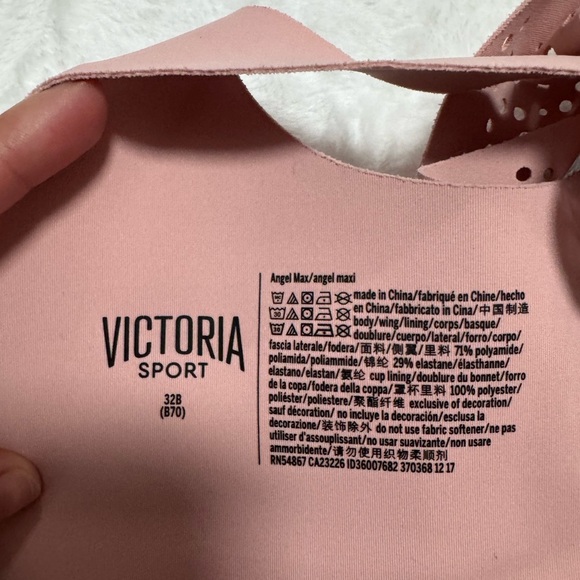 VICTORIA
SPORT
32B
(B70)
Angel Max/angel maxi
made in China/fabriqué en Chine/hecho
en China/fabbricato in Cina/中国制造
body/wing/lining/corps/basque/
doublure/cuerpo/lateral/forro/corpo/
fascia laterale/fodera/面料/侧翼/里料 71% polyamide/
poliamida/poliammide/锦纶 29% elastane/élasthanne/
elastano/elastan/氨纶 cup lining/doublure du bonnet/forro
de la copa/fodera della coppa/罩杯里料 100% polyester/
poliéster/poliestere/聚酯纤维 exclusive of decoration/
sauf décoration/ no incluye la decoración/esclusa la
decorazione/装饰除外 do not use fabric softener/ne pas
utiliser d'assouplissant/no usar suavizante/non usare
ammorbidente/请勿使用织物柔顺剂
RN54867 CA23226 ID36007682 370368 12 17